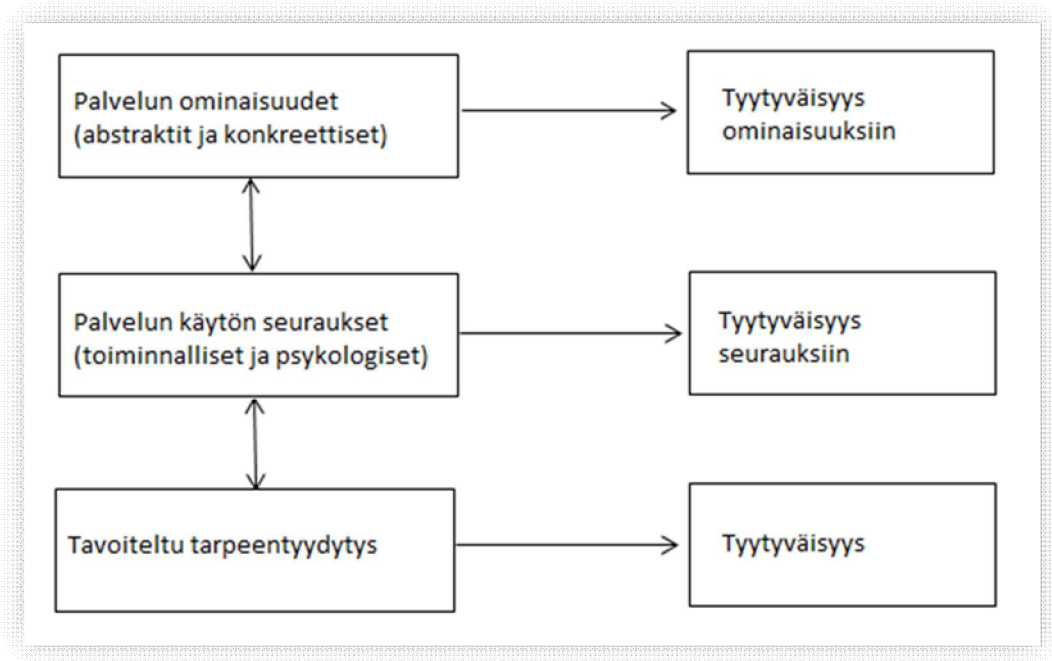 Palvelun ominaisuudet
(abstraktit ja konkreettiset)
Tyytyväisyys
ominaisuuksiin
Palvelun käytön seuraukset
(toiminnalliset ja psykologiset)
Tyytyväisyys
seurauksiin
Tavoiteltu tarpeentyydytys
Tyytyväisyys